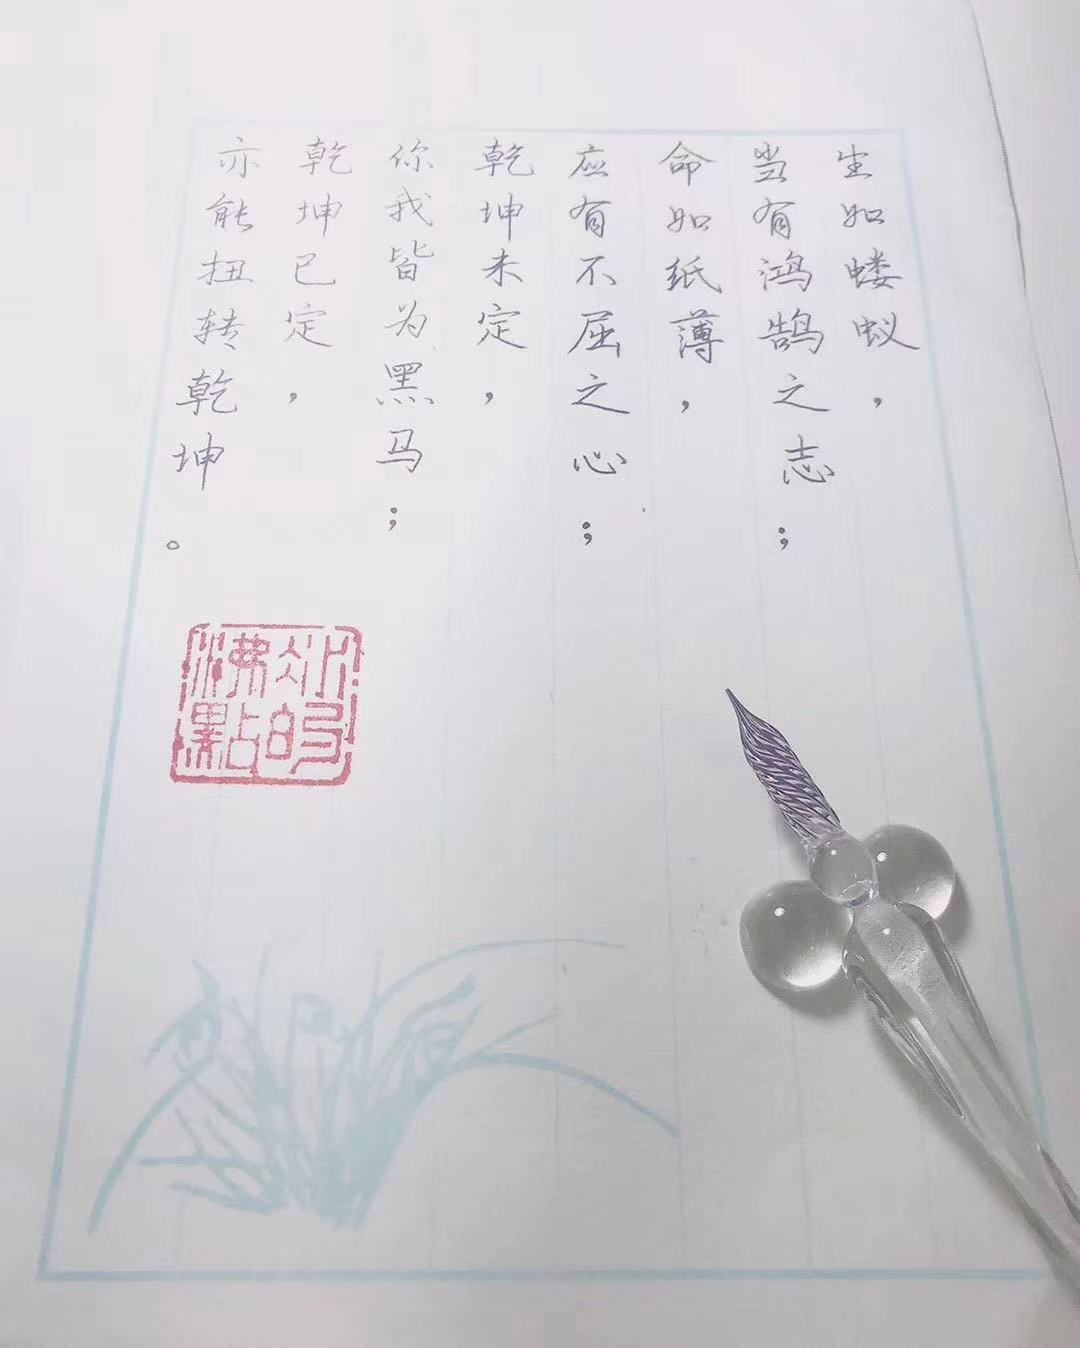 生如蝼蚁，
当有鸿鹄之志；
命如纸薄，
应有不屈之心；
乾坤未定，
你我皆为黑马；
乾坤已定，
亦能扭转乾坤。